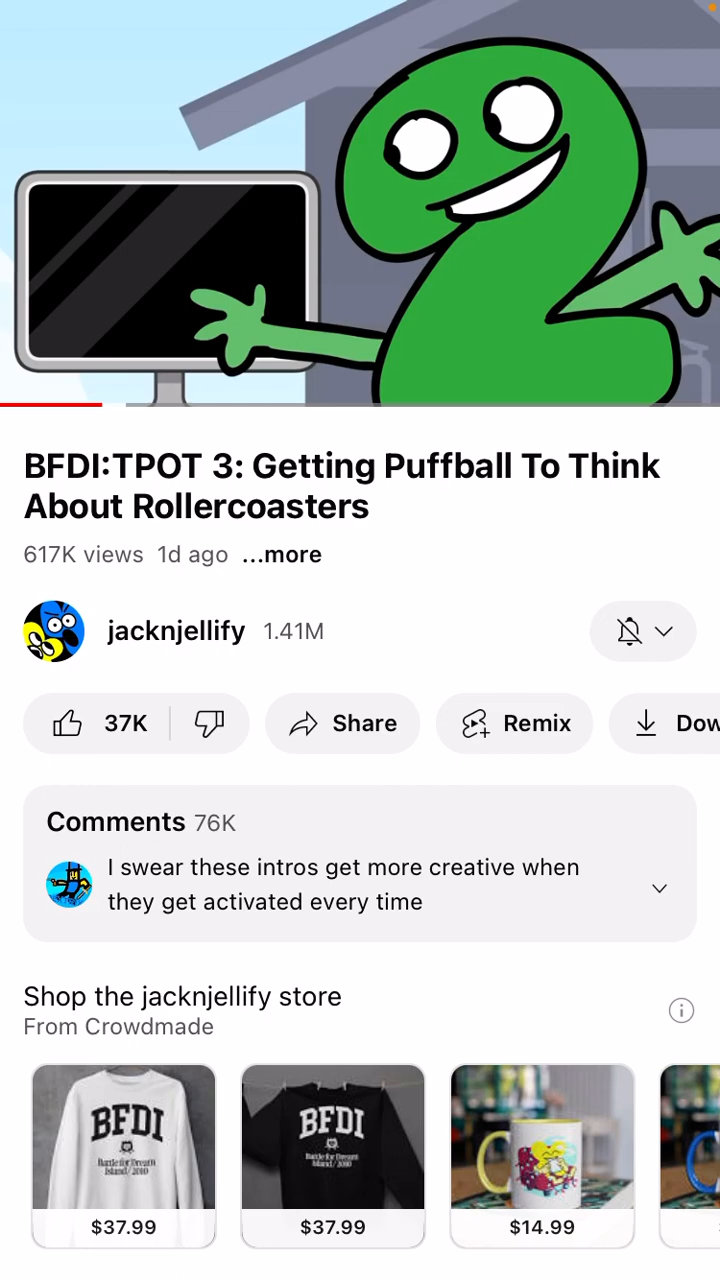 BFDI:TPOT 3: Getting Puffball To Think
About Rollercoasters
617K views 1d ago ...more
jacknjellify 1.41M
37K Share Remix Dow
Comments 76K
I swear these intros get more creative when
they get activated every time
Shop the jacknjellify store
From Crowdmade
BFDI
Battle for Dream
Island/2010
$37.99
BFDI
Battle for Dream
Island/2010
$37.99
$14.99